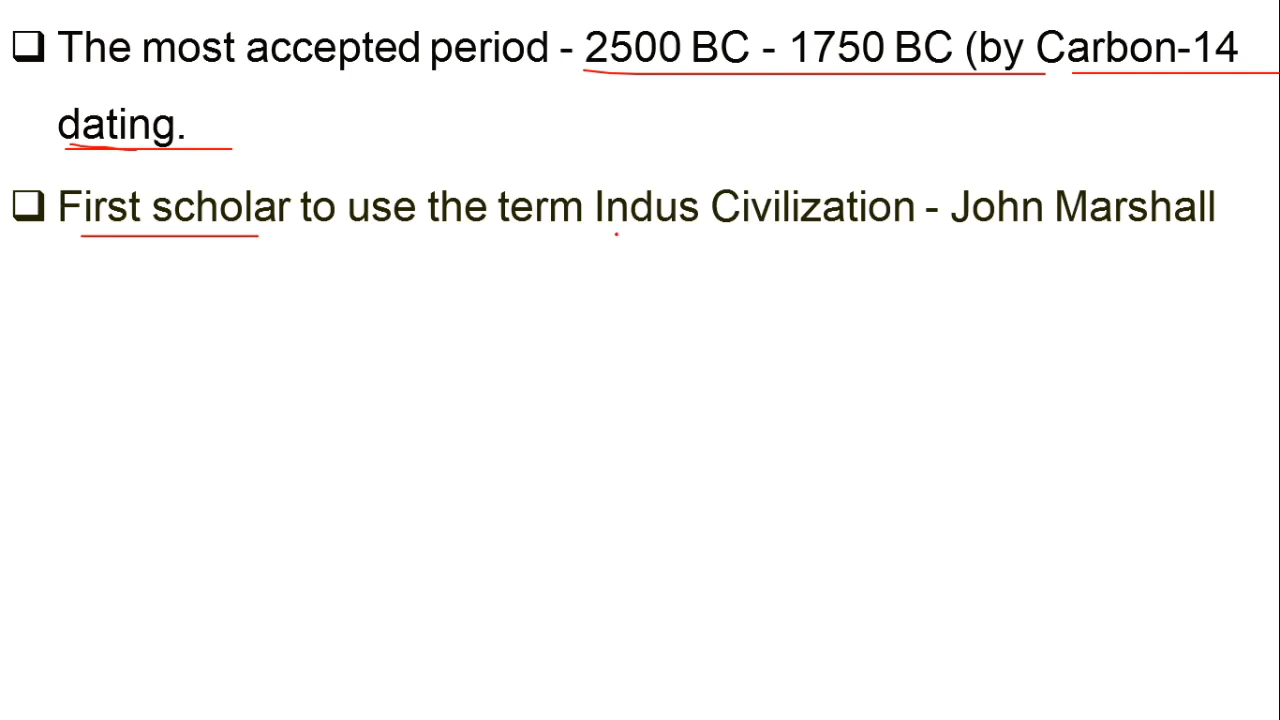 ❑ The most accepted period - 2500 BC - 1750 BC (by Carbon-14
dating.
❑ First scholar to use the term Indus Civilization - John Marshall